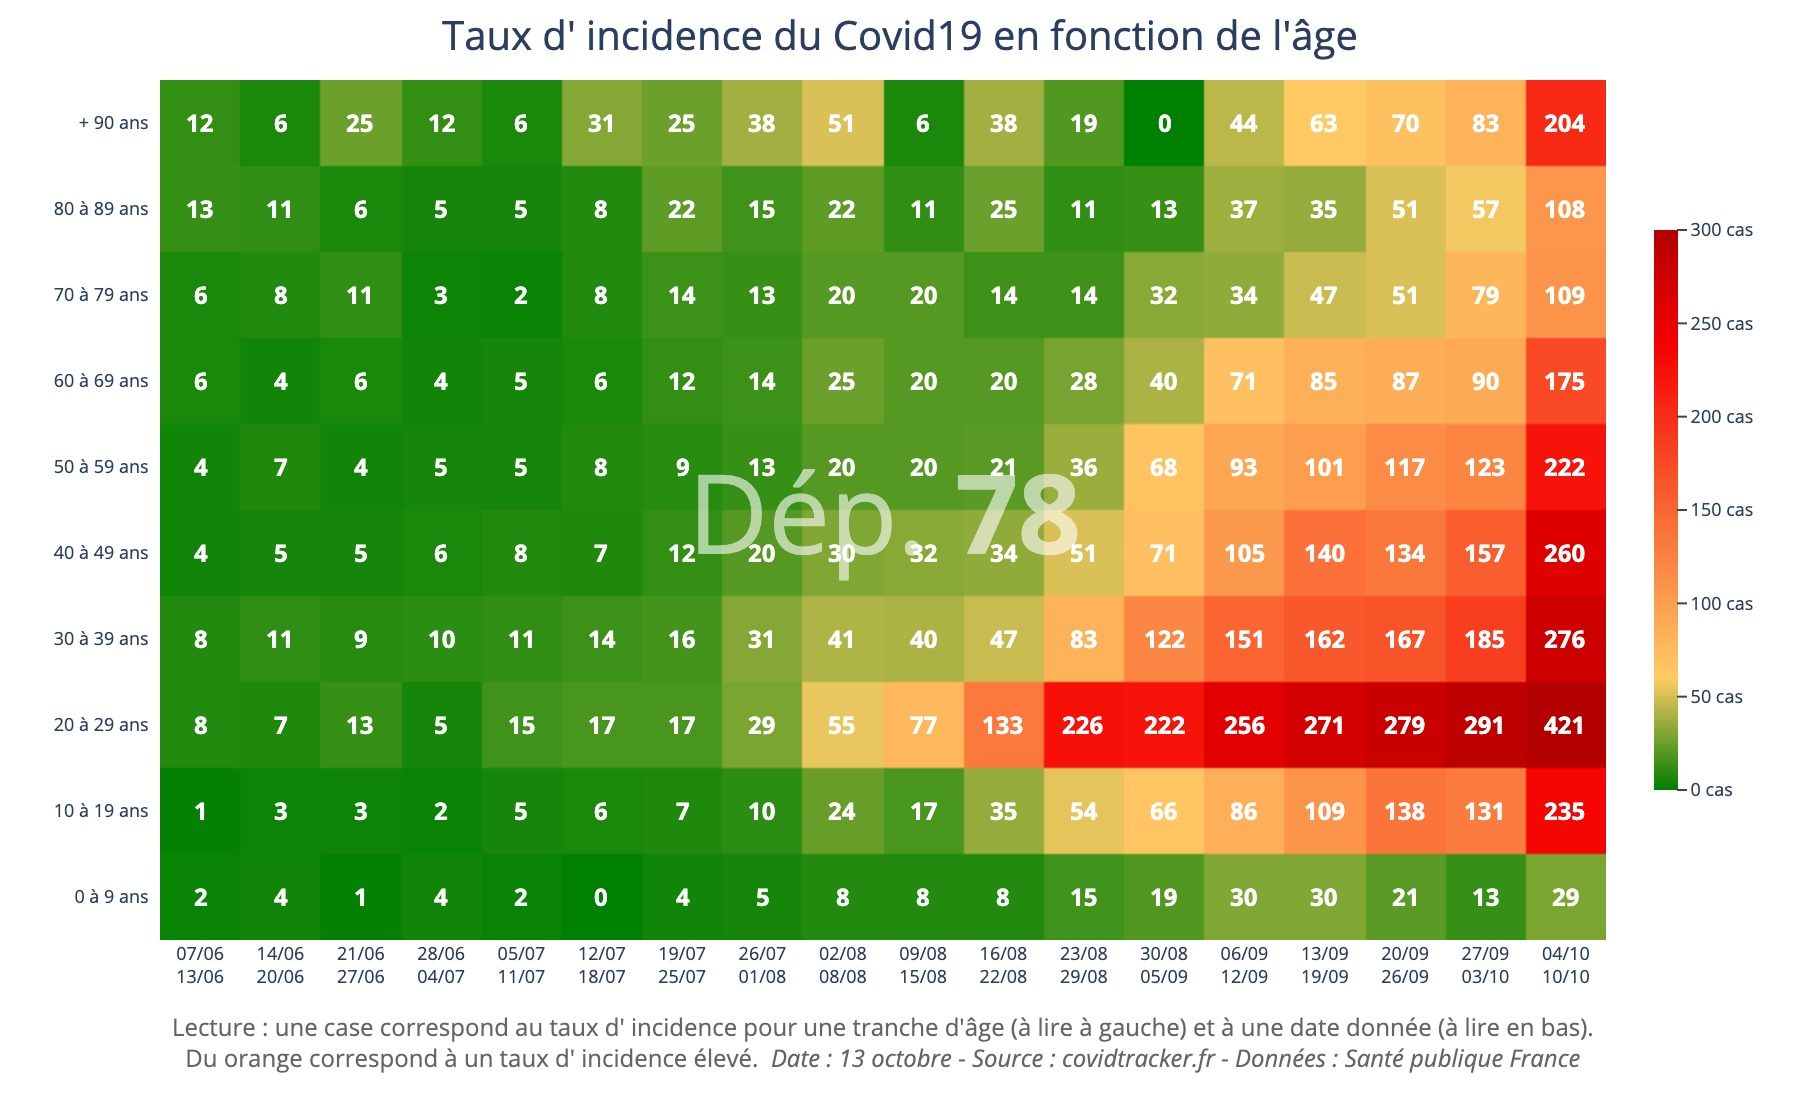 Taux d' incidence du Covid19 en fonction de l'âge
+ 90 ans 12 6 25 12 6 31 25 38 51 6 38 19 0 44 63 70 83 204
80 à 89 ans 13 11 6 5 5 8 22 15 22 11 25 11 13 37 35 51 57 108
70 à 79 ans 6 8 11 3 2 8 14 13 20 20 14 14 32 34 47 51 79 109
60 à 69 ans 6 4 6 4 5 6 12 14 25 20 20 28 40 71 85 87 90 175
50 à 59 ans 4 7 4 5 5 8 9 13 20 20 21 36 68 93 101 117 123 222
Dép. 78
40 à 49 ans 4 5 5 6 8 7 12 20 30 32 34 51 71 105 140 134 157 260
30 à 39 ans 8 11 9 10 11 14 16 31 41 40 47 83 122 151 162 167 185 276
20 à 29 ans 8 7 13 5 15 17 17 29 55 77 133 226 222 256 271 279 291 421
10 à 19 ans 1 3 3 2 5 6 7 10 24 17 35 54 66 86 109 138 131 235
0 à 9 ans 2 4 1 4 2 0 4 5 8 8 8 15 19 30 30 21 13 29
07/06 14/06 21/06 28/06 05/07 12/07 19/07 26/07 02/08 09/08 16/08 23/08 30/08 06/09 13/09 20/09 27/09 04/10
13/06 20/06 27/06 04/07 11/07 18/07 25/07 01/08 08/08 15/08 22/08 29/08 05/09 12/09 19/09 26/09 03/10 10/10
300 cas
250 cas
200 cas
150 cas
100 cas
50 cas
0 cas
Lecture : une case correspond au taux d' incidence pour une tranche d'âge (à lire à gauche) et à une date donnée (à lire en bas).
Du orange correspond à un taux d' incidence élevé. Date : 13 octobre - Source : covidtracker.fr - Données : Santé publique France